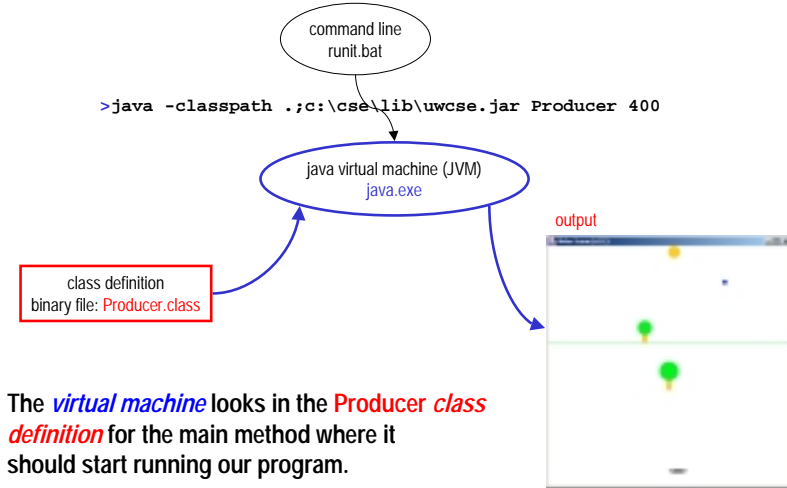 command line
runit.bat
>java -classpath .;c:\cse\lib\uwcse.jar Producer 400
java virtual machine (JVM)
java.exe
output
class definition
binary file: Producer.class
The virtual machine looks in the Producer class
definition for the main method where it
should start running our program.